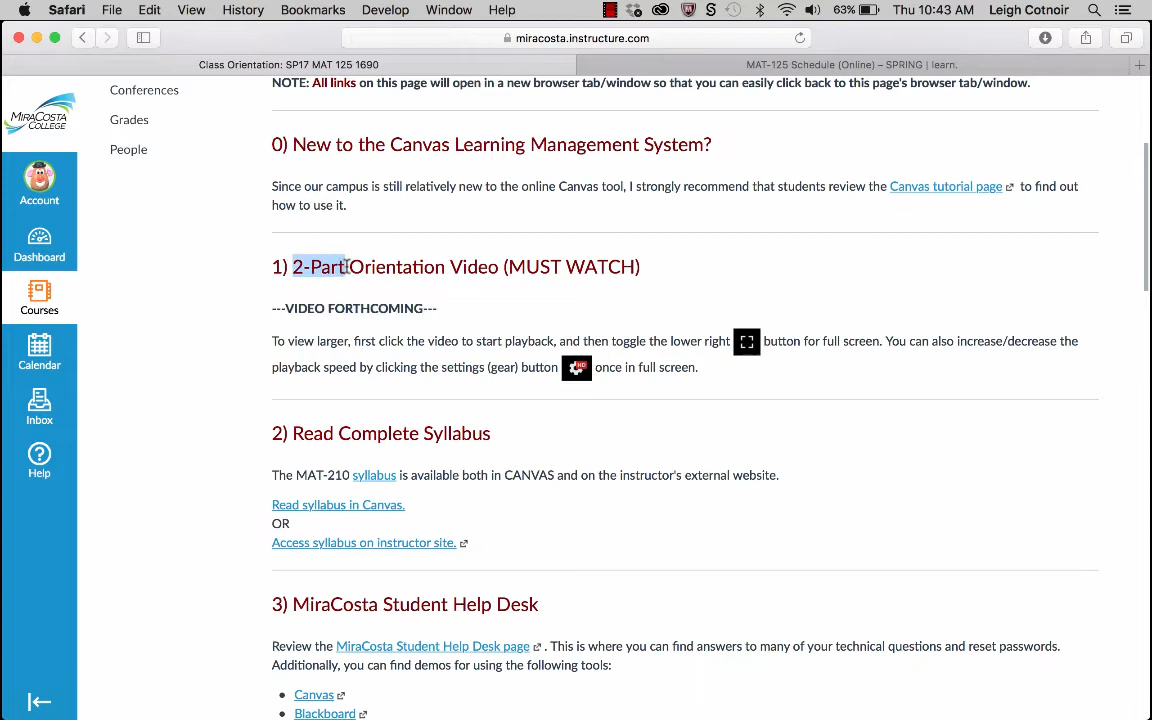 Safari File Edit View History Bookmarks Develop Window Help 63% Thu 10:43 AM Leigh Cotnoir
miracosta.instructure.com
Class Orientation: SP17 MAT 125 1690
MAT-125 Schedule (Online) – SPRING | learn.
MIRACOSTA COLLEGE
Account
Dashboard
Courses
Calendar
Inbox
Help
Conferences
Grades
People
NOTE: All links on this page will open in a new browser tab/window so that you can easily click back to this page's browser tab/window.
0) New to the Canvas Learning Management System?
Since our campus is still relatively new to the online Canvas tool, I strongly recommend that students review the Canvas tutorial page to find out
how to use it.
1) 2-Part Orientation Video (MUST WATCH)
---VIDEO FORTHCOMING---
To view larger, first click the video to start playback, and then toggle the lower right button for full screen. You can also increase/decrease the
playback speed by clicking the settings (gear) button HD once in full screen.
2) Read Complete Syllabus
The MAT-210 syllabus is available both in CANVAS and on the instructor's external website.
Read syllabus in Canvas.
OR
Access syllabus on instructor site.
3) MiraCosta Student Help Desk
Review the MiraCosta Student Help Desk page . This is where you can find answers to many of your technical questions and reset passwords.
Additionally, you can find demos for using the following tools:
• Canvas
• Blackboard